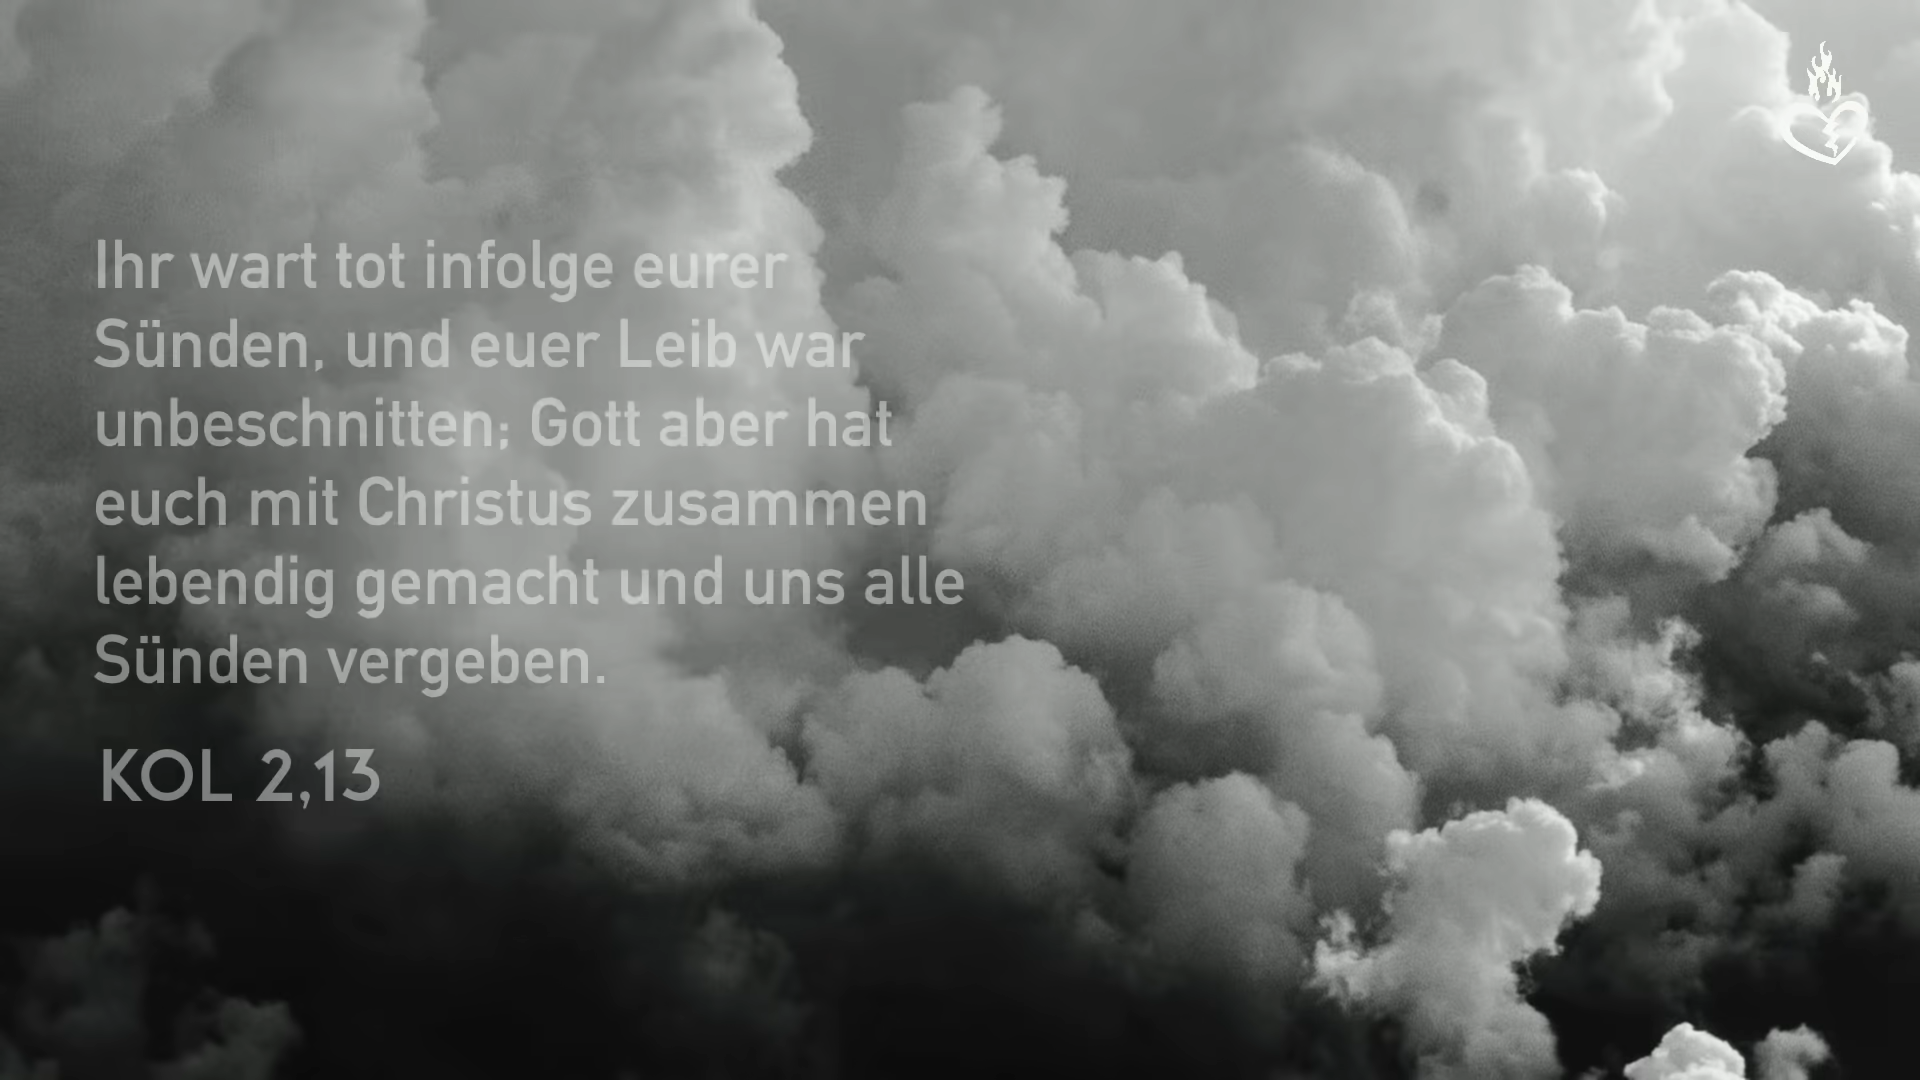 Ihr wart tot infolge eurer
Sünden, und euer Leib war
unbeschnitten; Gott aber hat
euch mit Christus zusammen
lebendig gemacht und uns alle
Sünden vergeben.
KOL 2,13